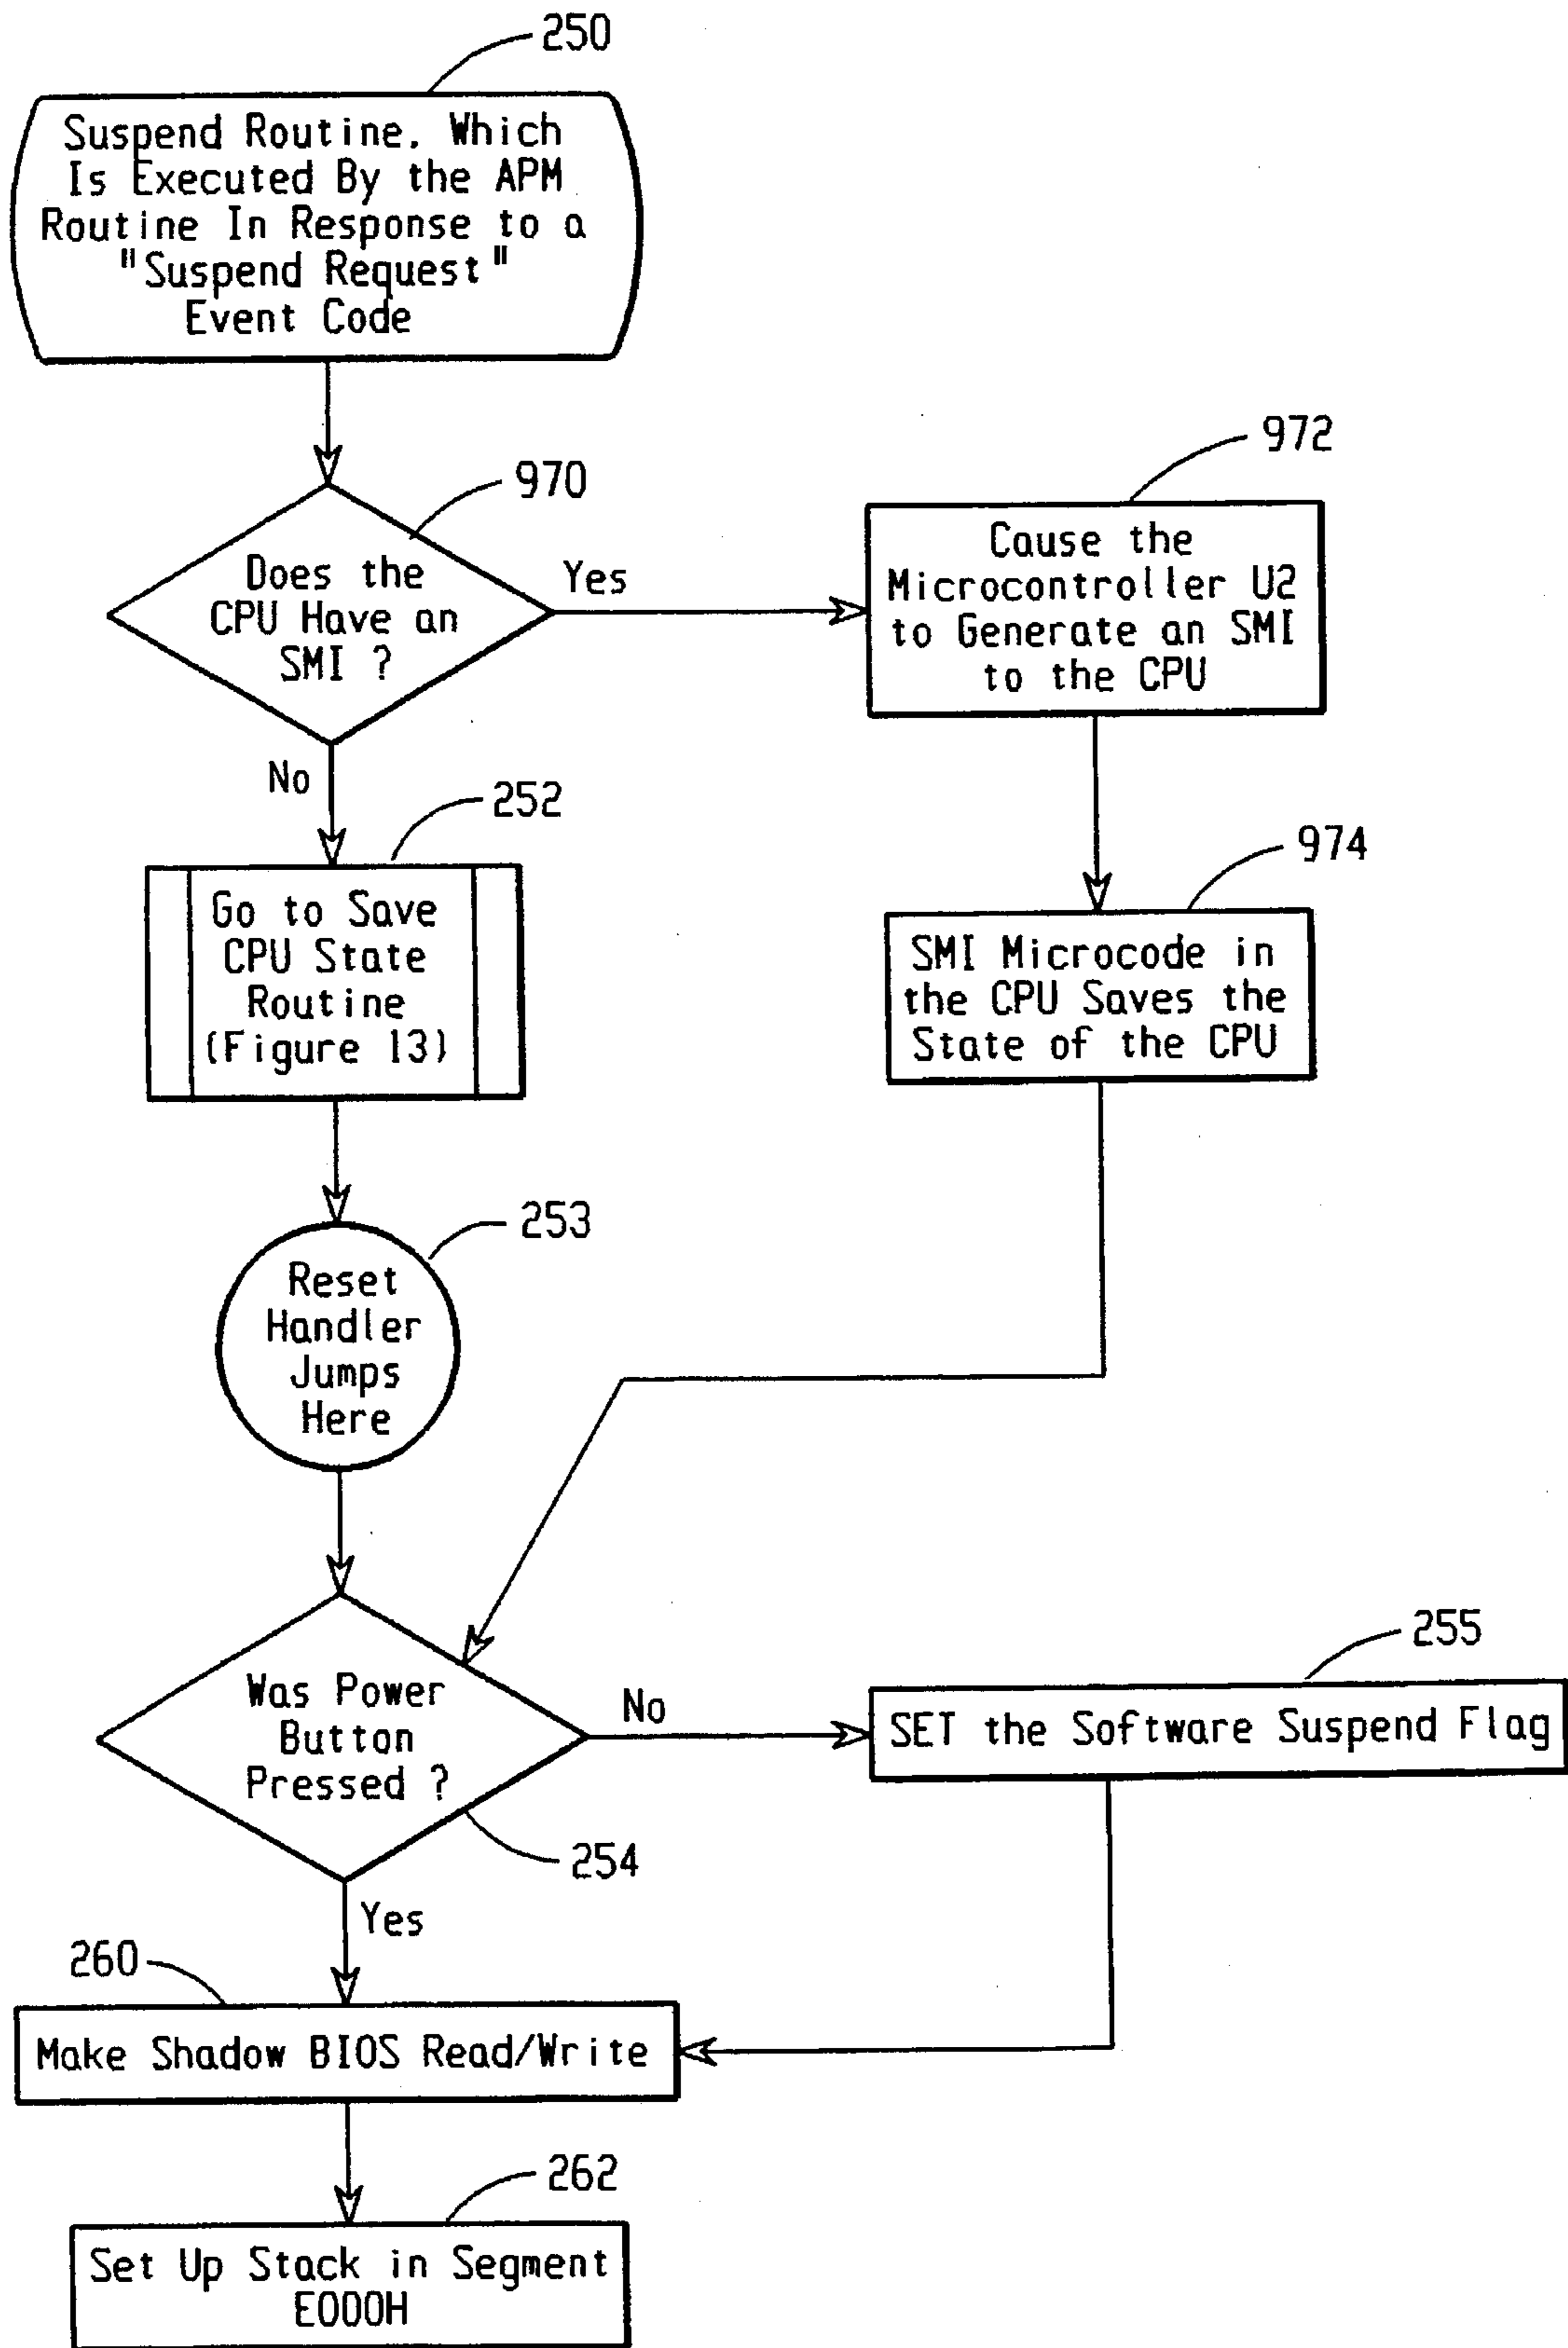 250
Suspend Routine, Which
Is Executed By the APM
Routine In Response to a
"Suspend Request"
Event Code
970
Does the
CPU Have an
SMI ?
Yes
No
972
Cause the
Microcontroller U2
to Generate an SMI
to the CPU
252
Go to Save
CPU State
Routine
(Figure 13)
974
SMI Microcode in
the CPU Saves the
State of the CPU
253
Reset
Handler
Jumps
Here
Was Power
Button
Pressed ?
254
No
Yes
255
SET the Software Suspend Flag
260
Make Shadow BIOS Read/Write
262
Set Up Stack in Segment
E000H